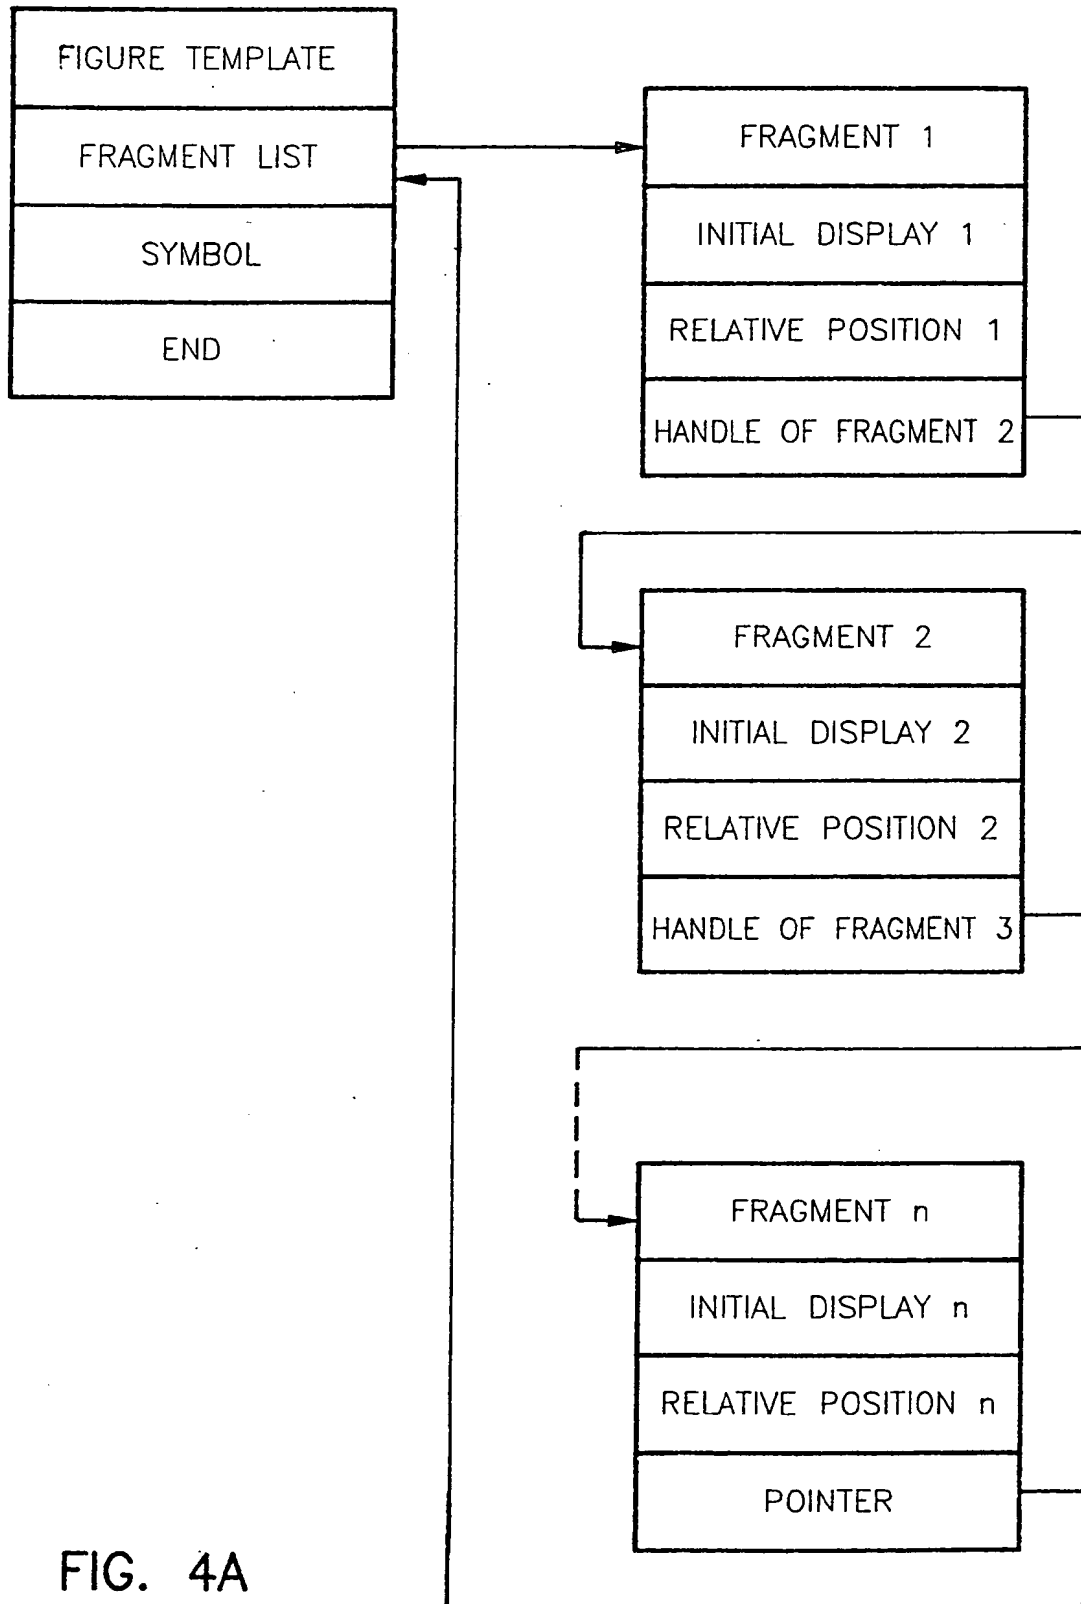 FIGURE TEMPLATE
FRAGMENT LIST
SYMBOL
END
FRAGMENT 1
INITIAL DISPLAY 1
RELATIVE POSITION 1
HANDLE OF FRAGMENT 2
FRAGMENT 2
INITIAL DISPLAY 2
RELATIVE POSITION 2
HANDLE OF FRAGMENT 3
FRAGMENT n
INITIAL DISPLAY n
RELATIVE POSITION n
POINTER
FIG. 4A